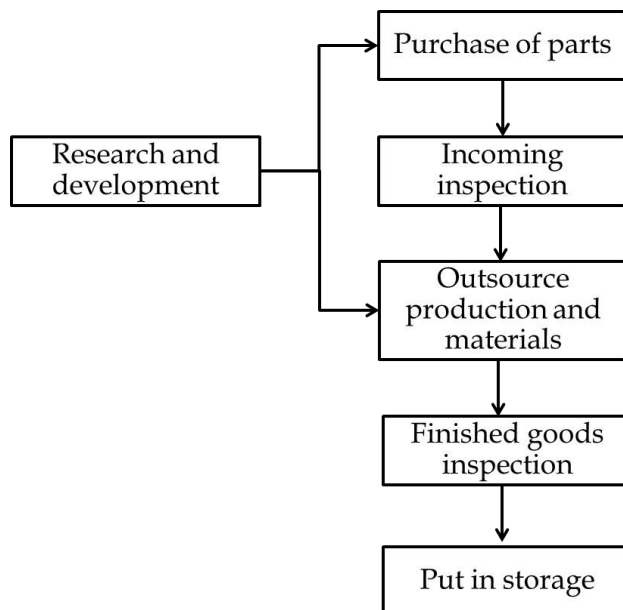 Purchase of parts
Research and
development
Incoming
inspection
Outsource
production and
materials
Finished goods
inspection
Put in storage